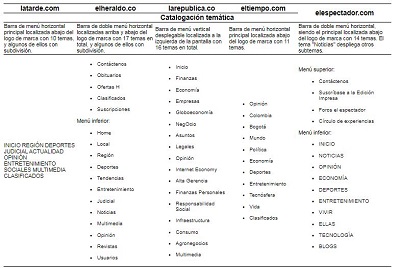 latarde.com
elheraldo.co
larepublica.co
eltiempo.com
elespectador.com
Catalogación temática
Barra de menú horizontal
principal localizada abajo
del logo de marca con 10
temas, y algunos de ellos con
subdivisión.
Barra de doble menú horizontal
localizadas arriba y abajo del
logo de marca con 17 temas en
total, y algunos de ellos con
subdivisión.
Barra de menú vertical
desplegable localizada a la
izquierda de la pantalla con
16 temas en total.
Barra de menú horizontal
principal localizada abajo
del logo de marca con 11
temas.
Barra de doble menú horizontal,
siendo el principal localizada abajo
del logo de marca con 14 temas. El
tema "Noticias" despliega otros
subtemas.
INICIO REGIÓN DEPORTES
JUDICIAL ACTUALIDAD
OPINIÓN
ENTRETENIMIENTO
SOCIALES MULTIMEDIA
CLASIFICADOS
• Contáctenos
• Obituarios
• Ofertas H
• Clasificados
• Suscripciones
Menú inferior:
• Home
• Local
• Región
• Deportes
• Tendencias
• Entretenimiento
• Judicial
• Noticias
• Multimedia
• Opinión
• Revistas
• Usuarios
• Inicio
• Finanzas
• Economía
• Empresas
• Globoeconomía
• NegOcio
• Asuntos
• Legales
• Opinión
• Internet Economy
• Alta Gerencia
• Finanzas Personales
• Responsabilidad
Social
• Infraestructura
• Consumo
• Agronegocios
• Multimedia
• Opinión
• Colombia
• Bogotá
• Mundo
• Política
• Economía
• Deportes
• Entretenimiento
• Tecnósfera
• Vida
• Clasificados
Menú superior:
• Contáctenos
• Suscríbase a la Edición
Impresa
• Foros el espectador
• Círculo de experiencias
Menú inferior:
• INICIO
• NOTICIAS
• OPINIÓN
• ECONOMÍA
• DEPORTES
• ENTRETENIMIENTO
• VIVIR
• ELLAS
• TECNOLOGÍA
• BLOGS